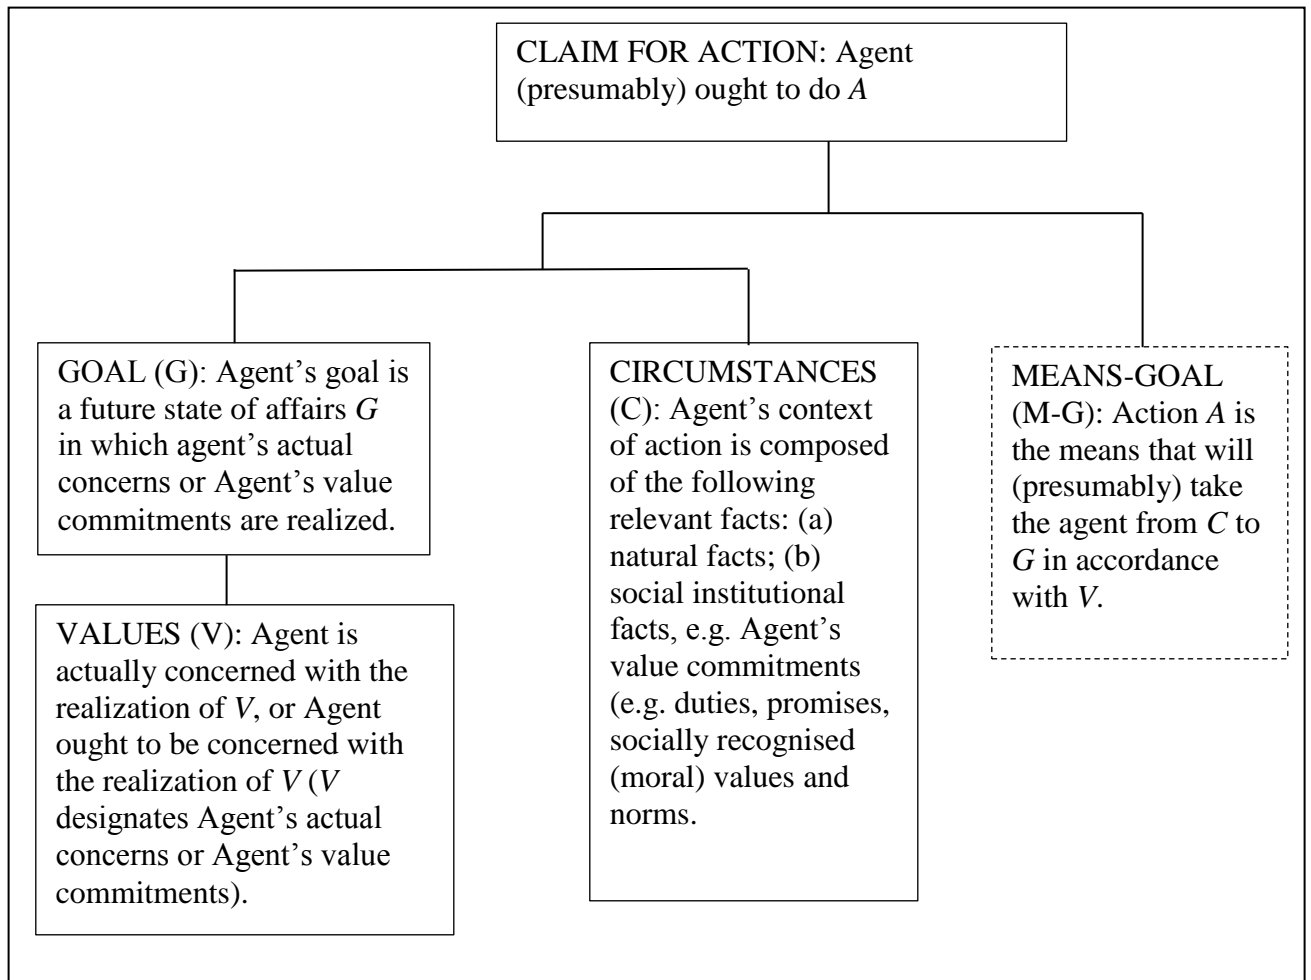 CLAIM FOR ACTION: Agent
(presumably) ought to do A
GOAL (G): Agent’s goal is
a future state of affairs G
in which agent’s actual
concerns or Agent’s value
commitments are realized.
VALUES (V): Agent is
actually concerned with the
realization of V, or Agent
ought to be concerned with
the realization of V (V
designates Agent’s actual
concerns or Agent’s value
commitments).
CIRCUMSTANCES
(C): Agent’s context
of action is composed
of the following
relevant facts: (a)
natural facts; (b)
social institutional
facts, e.g. Agent’s
value commitments
(e.g. duties, promises,
socially recognised
(moral) values and
norms.
MEANS-GOAL
(M-G): Action A is
the means that will
(presumably) take
the agent from C to
G in accordance
with V.